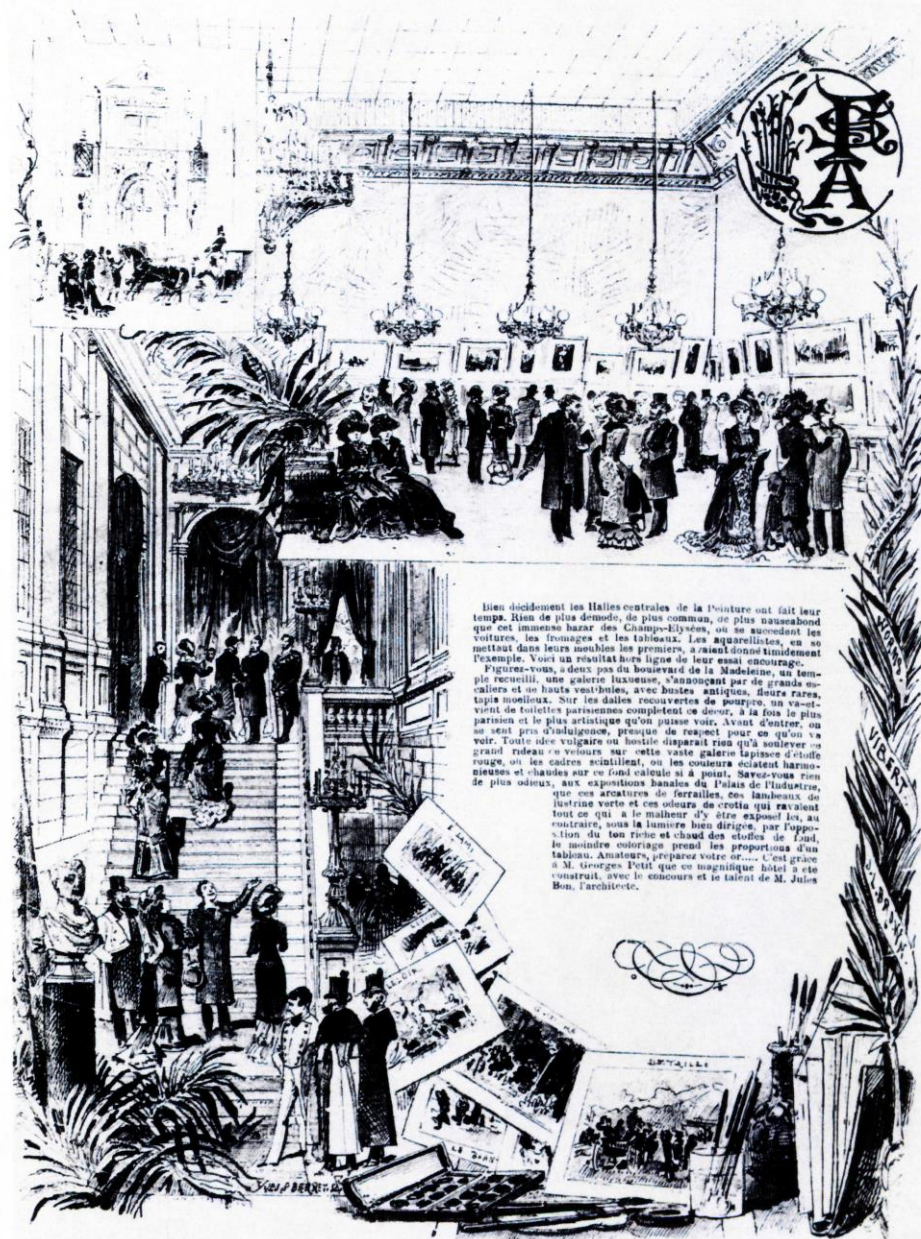 Bien décidement les Halles centrales de la Peinture ont fait leur
temps. Rien de plus démodé, de plus commun, de plus nauseabond
que cet immense bazar des Champs-Elysées, où se succedent les
voitures, les fromages et les tableaux. Les aquarellistes, en se
mettant dans leurs meubles les premiers, avaient donné timidement
l'exemple. Voici un résultat hors ligne de leur essai encouragé.
Figurez-vous, a deux pas du boulevard de la Madeleine, un tem-
ple recueilli, une galerie luxueuse, s'annonçant par de grands es-
caliers et de hauts vestibules, avec bustes antiques, fleurs rares,
tapis moelleux. Sur les dalles recouvertes de pourpre, un va-et-
vient de toilettes parisiennes completent ce décor, à la fois le plus
parisien et le plus artistique qu'on puisse voir. Avant d'entrer, on
se sent pris d'indulgence, presque de respect pour ce qu'on va
voir. Toute idée vulgaire ou hostile disparaît rien qu'à soulever ce
grand rideau de velours sur cette vaste galerie tapissee d'étoffe
rouge, où les cadres scintillent, ou les couleurs éclatent harmo-
nieuses et chaudes sur ce fond calculé si à point. Savez-vous rien
de plus odieux, aux expositions banales du Palais de l'Industrie,
que ces arcatures de ferrailles, ces lambeaux de
lustrine verte et ces odeurs de crotin qui ravalent
tout ce qui a le malheur d'y être exposé! Ici, au
contraire, sous la lumière bien dirigée, par l'oppo-
sition du ton riche et chaud des étoffes de fond,
le moindre coloriage prend les proportions d'un
tableau. Amateurs, préparez votre or.... C'est grâce
à M. Georges Petit que ce magnifique hôtel a été
construit, avec le concours et le talent de M. Jules
Bon, l'architecte.
VIBERT
E. LAMI
DETAILLE